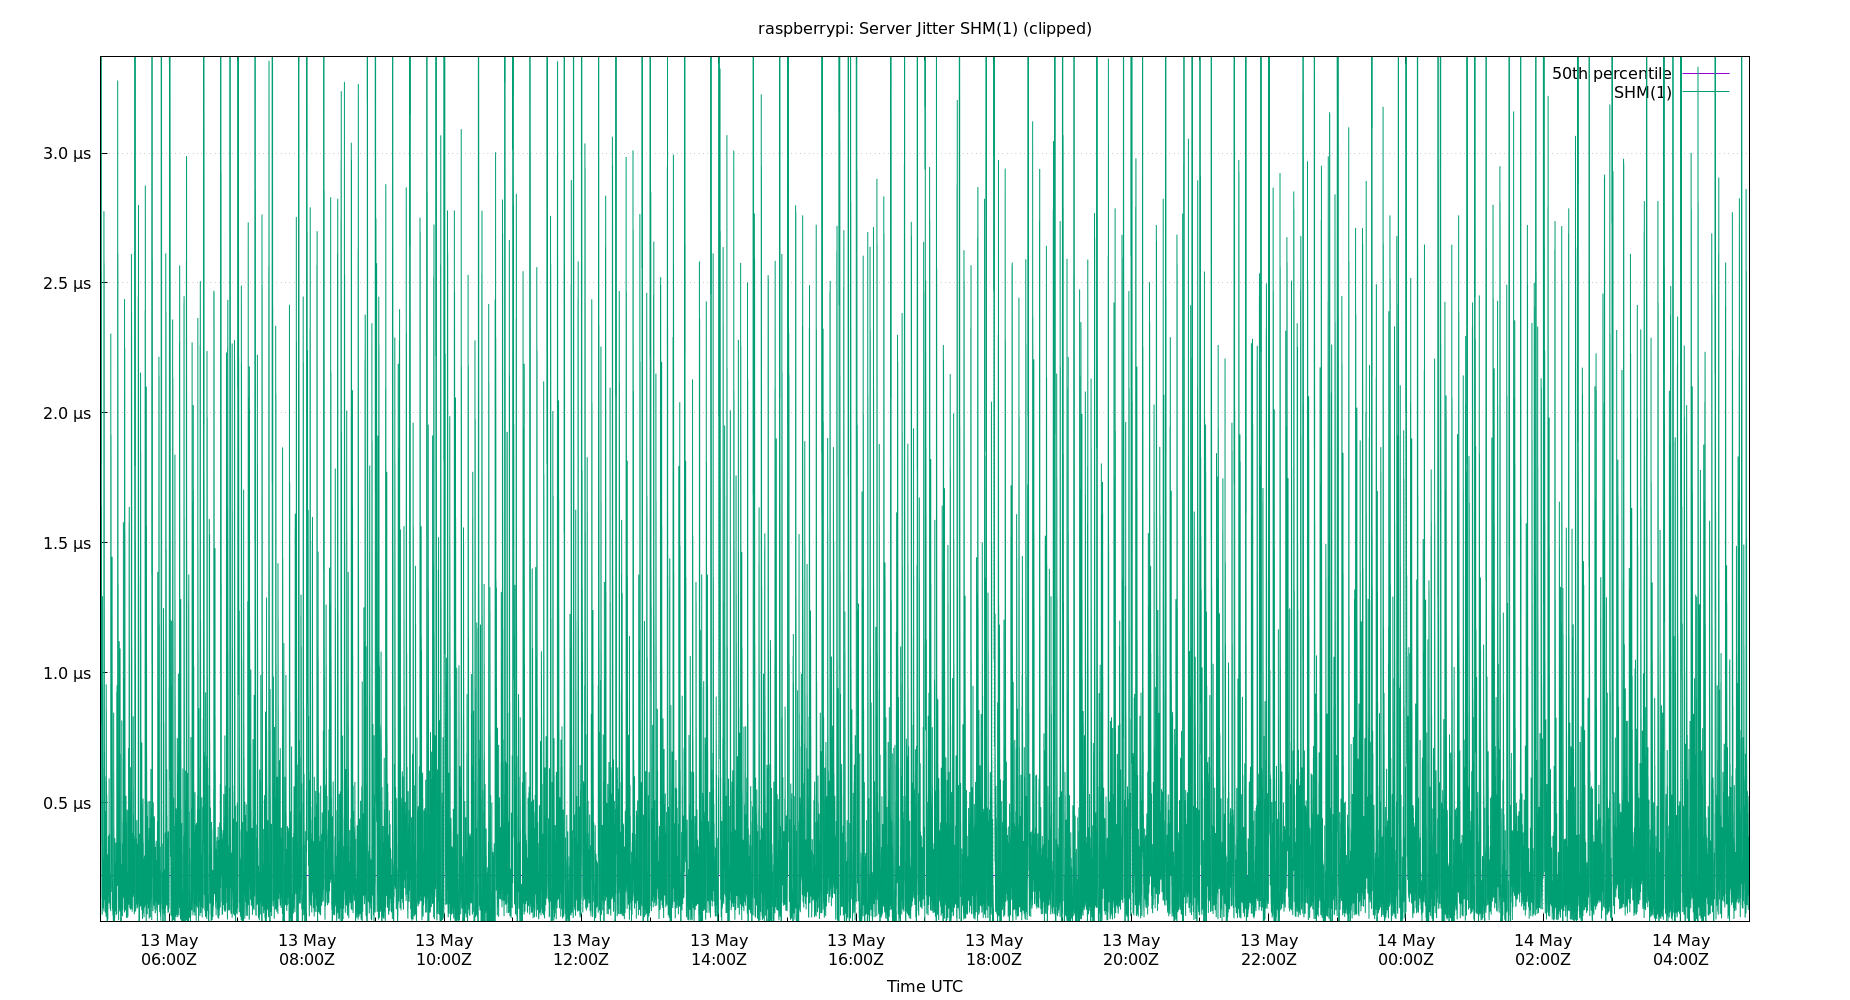 raspberrypi: Server Jitter SHM(1) (clipped)
50th percentile
SHM(1)
3.0 µs
2.5 µs
2.0 µs
1.5 µs
1.0 µs
0.5 µs
13 May 13 May 13 May 13 May 13 May 13 May 13 May 13 May 13 May 14 May 14 May 14 May
06:00Z 08:00Z 10:00Z 12:00Z 14:00Z 16:00Z 18:00Z 20:00Z 22:00Z 00:00Z 02:00Z 04:00Z
Time UTC